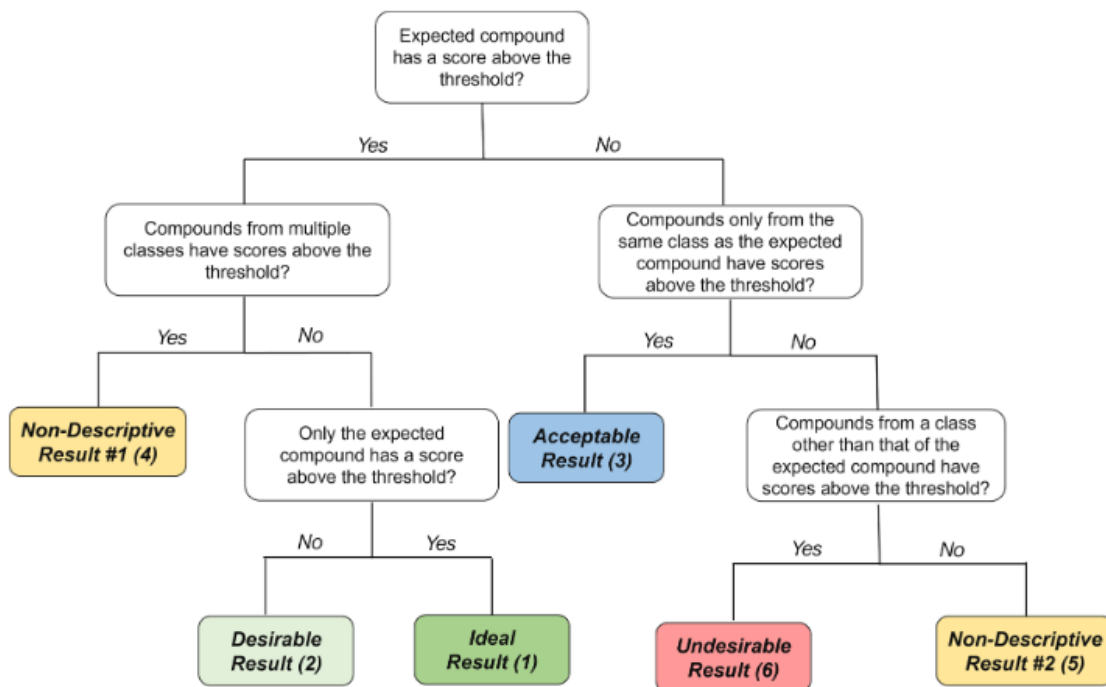 Expected compound
has a score above the
threshold?
Yes
No
Compounds from multiple
classes have scores above the
threshold?
Compounds only from the
same class as the expected
compound have scores
above the threshold?
Yes
No
Yes
No
Non-Descriptive
Result #1 (4)
Only the expected
compound has a score
above the threshold?
Acceptable
Result (3)
Compounds from a class
other than that of the
expected compound have
scores above the threshold?
No
Yes
Yes
No
Desirable
Result (2)
Ideal
Result (1)
Undesirable
Result (6)
Non-Descriptive
Result #2 (5)